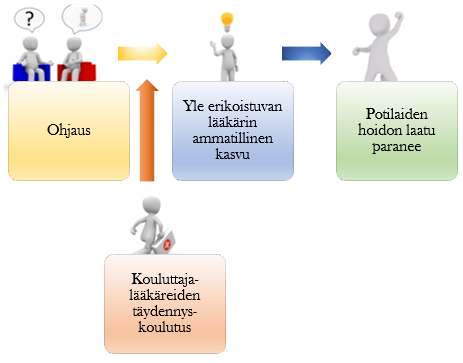 ?
Ohjaus
Yle erikoistuvan
lääkärin
ammatillinen
kasvu
Potilaiden
hoidon laatu
paranee
Kouluttaja-
lääkäreiden
täydennys-
koulutus